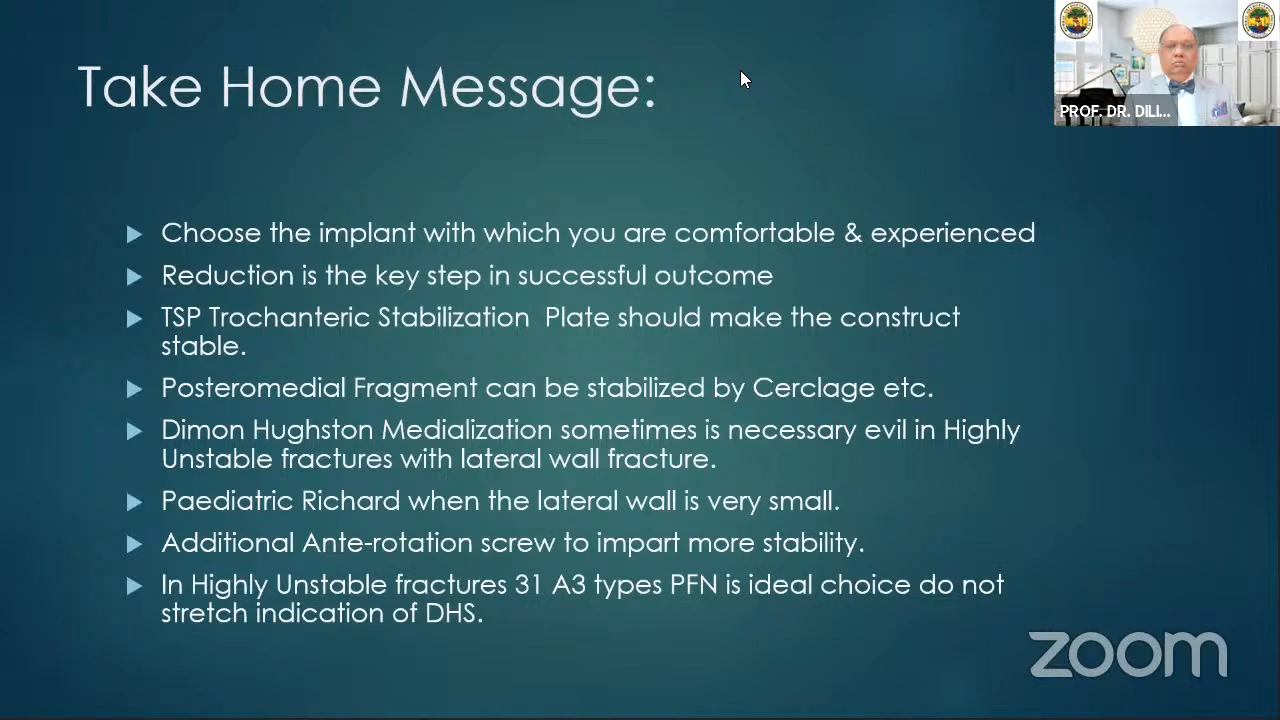 Take Home Message:
PROF. DR. DILI...
Choose the implant with which you are comfortable & experienced
Reduction is the key step in successful outcome
TSP Trochanteric Stabilization  Plate should make the construct
stable.
Posteromedial Fragment can be stabilized by Cerclage etc.
Dimon Hughston Medialization sometimes is necessary evil in Highly
Unstable fractures with lateral wall fracture.
Paediatric Richard when the lateral wall is very small.
Additional Ante-rotation screw to impart more stability.
In Highly Unstable fractures 31 A3 types PFN is ideal choice do not
stretch indication of DHS.
zoom